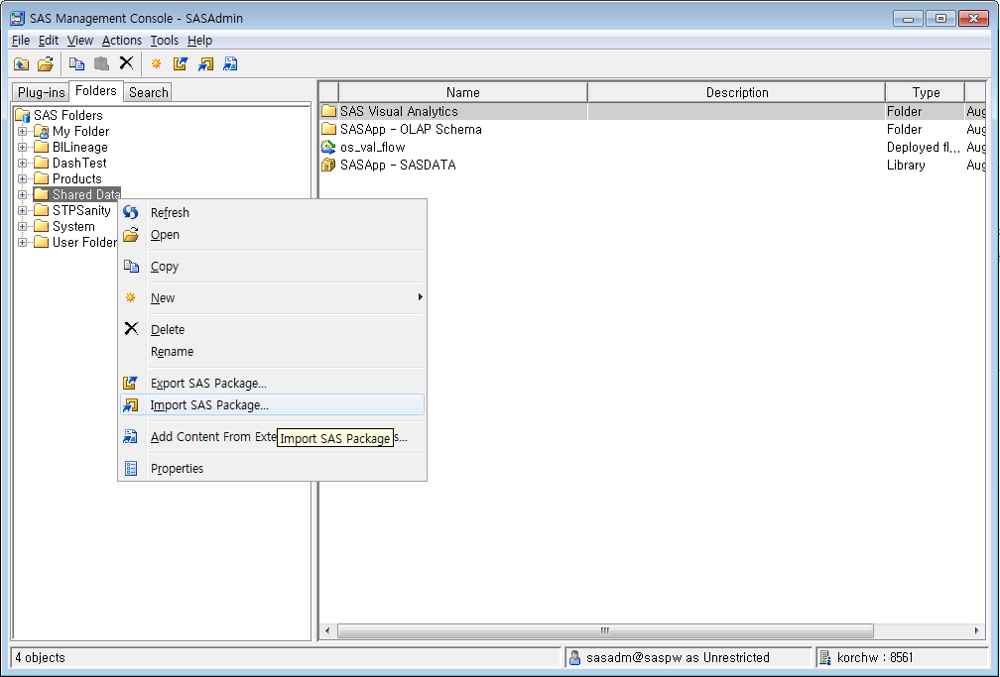 SAS Management Console - SASAdmin
File Edit View Actions Tools Help
Plug-ins Folders Search
SAS Folders
My Folder
BILineage
DashTest
Products
Shared Data
STPSanity
System
User Folder
Name Description Type
SAS Visual Analytics Folder Aug
SASApp - OLAP Schema Folder Aug
os_val_flow Deployed fl... Aug
SASApp - SASDATA Library Aug
Refresh
Open
Copy
New
Delete
Rename
Export SAS Package...
Import SAS Package...
Add Content From Exte s...
Import SAS Package
Properties
4 objects sasadm@saspw as Unrestricted korchw : 8561